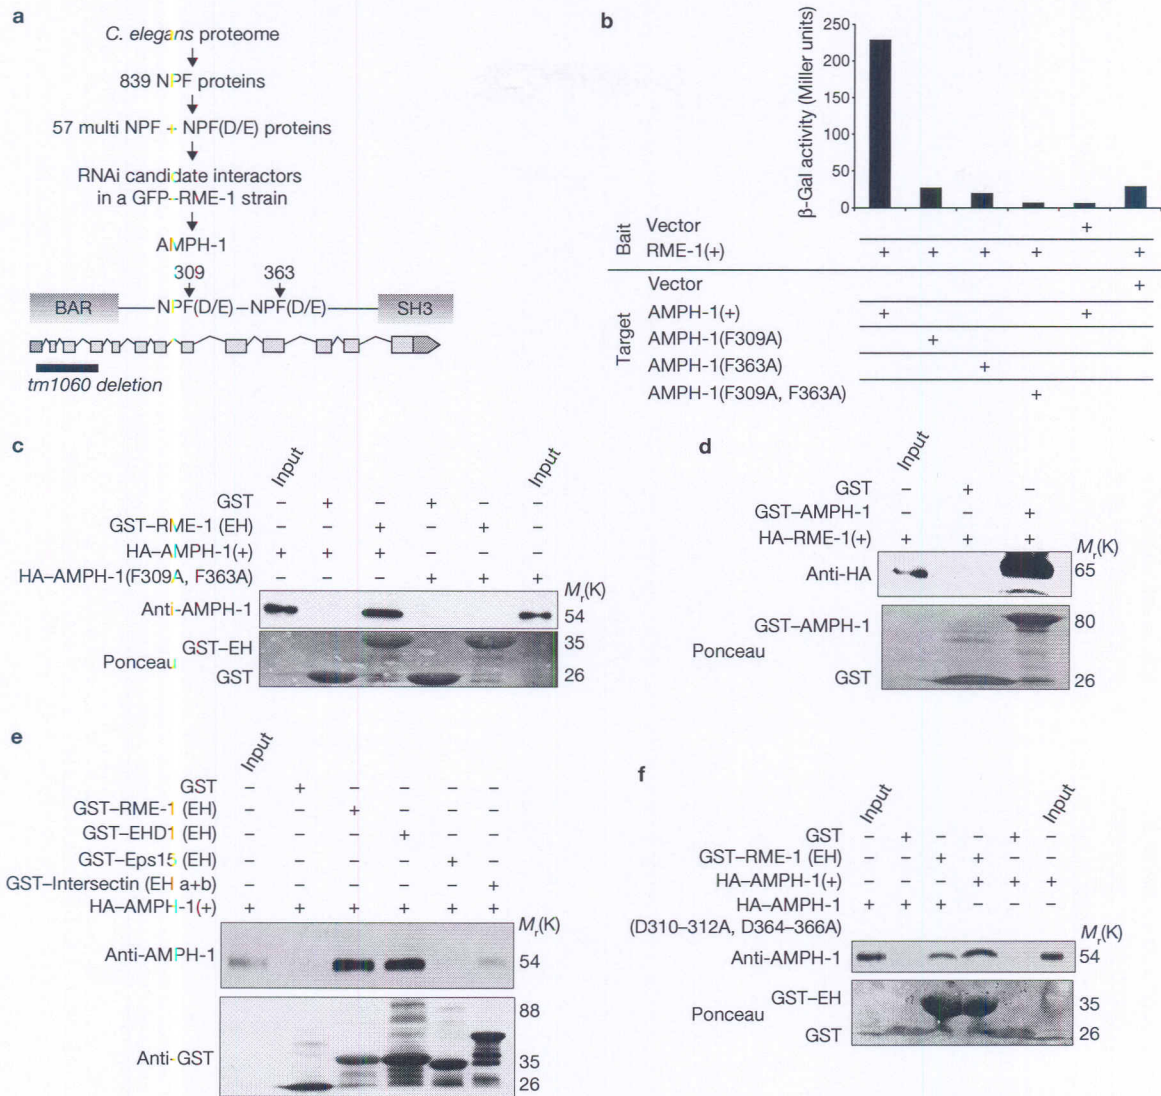 a
C. elegans proteome
839 NPF proteins
57 multi NPF + NPF(D/E) proteins
RNAi candidate interactors
in a GFP–RME-1 strain
AMPH-1
309 363
BAR NPF(D/E) NPF(D/E) SH3
tm1060 deletion
b
β-Gal activity (Miller units)
250
200
150
100
50
0
Bait
Vector +
RME-1(+) + + + + +
Target
Vector +
AMPH-1(+) + +
AMPH-1(F309A) +
AMPH-1(F363A) +
AMPH-1(F309A, F363A) +
c
Input Input
GST – + – + – –
GST–RME-1 (EH) – – + – + –
HA–AMPH-1(+) + + + – – –
HA–AMPH-1(F309A, F363A) – – – + + +
Mr(K)
Anti-AMPH-1 54
GST–EH 35
Ponceau
GST 26
d
Input
GST – + –
GST–AMPH-1 – – +
HA–RME-1(+) + + +
Mr(K)
Anti-HA 65
GST–AMPH-1 80
Ponceau
GST 26
e
Input
GST – + – – – –
GST–RME-1 (EH) – – + – – –
GST–EHD1 (EH) – – – + – –
GST–Eps15 (EH) – – – – + –
GST–Intersectin (EH a+b) – – – – – +
HA–AMPH-1(+) + + + + + +
Mr(K)
Anti-AMPH-1 54
88
Anti-GST 35
26
f
Input Input
GST – + – – + –
GST–RME-1 (EH) – – + + – –
HA–AMPH-1(+) – – – + + +
HA–AMPH-1 + + + – – –
(D310–312A, D364–366A)
Mr(K)
Anti-AMPH-1 54
GST–EH 35
Ponceau
GST 26